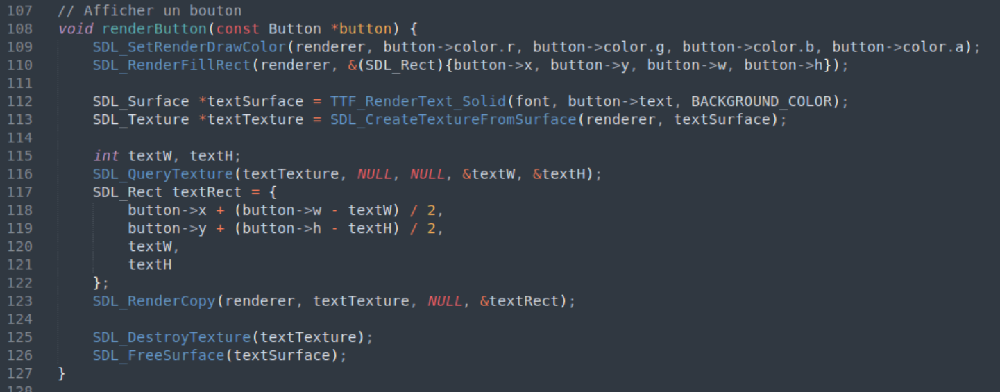 107 // Afficher un bouton
108 void renderButton(const Button *button) {
109     SDL_SetRenderDrawColor(renderer, button->color.r, button->color.g, button->color.b, button->color.a);
110     SDL_RenderFillRect(renderer, &(SDL_Rect){button->x, button->y, button->w, button->h});
111
112     SDL_Surface *textSurface = TTF_RenderText_Solid(font, button->text, BACKGROUND_COLOR);
113     SDL_Texture *textTexture = SDL_CreateTextureFromSurface(renderer, textSurface);
114
115     int textW, textH;
116     SDL_QueryTexture(textTexture, NULL, NULL, &textW, &textH);
117     SDL_Rect textRect = {
118         button->x + (button->w - textW) / 2,
119         button->y + (button->h - textH) / 2,
120         textW,
121         textH
122     };
123     SDL_RenderCopy(renderer, textTexture, NULL, &textRect);
124
125     SDL_DestroyTexture(textTexture);
126     SDL_FreeSurface(textSurface);
127 }
128